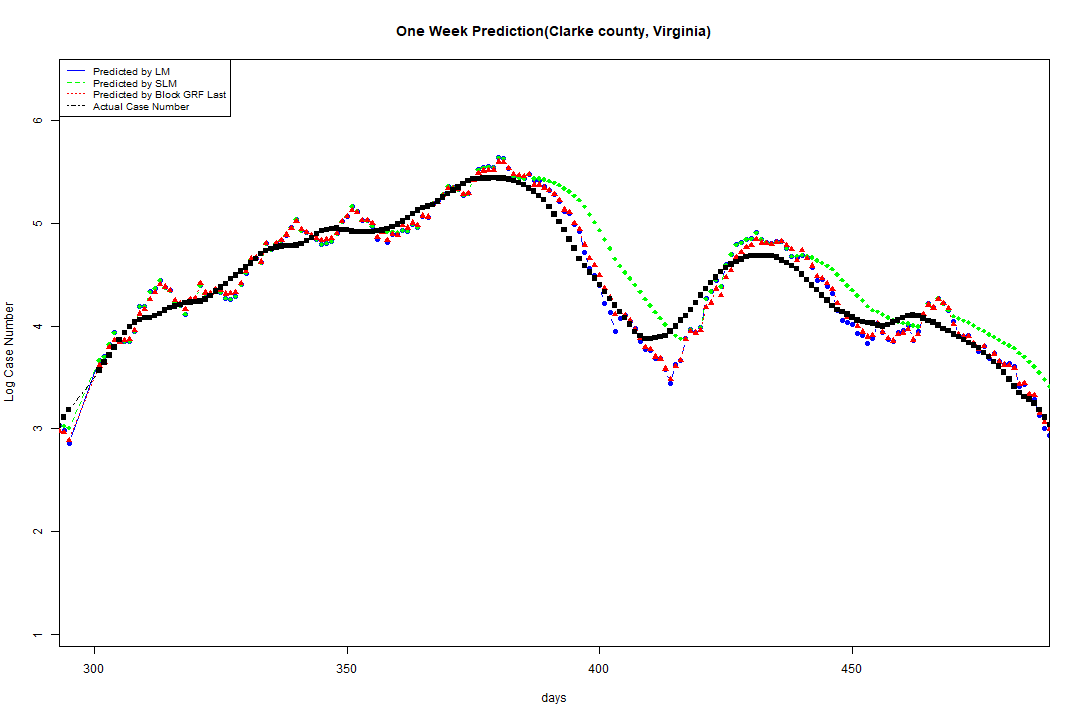 One Week Prediction(Clarke county, Virginia)
Predicted by LM
Predicted by SLM
Predicted by Block GRF Last
Actual Case Number
6
5
4
3
2
1
Log Case Number
300 350 400 450
days